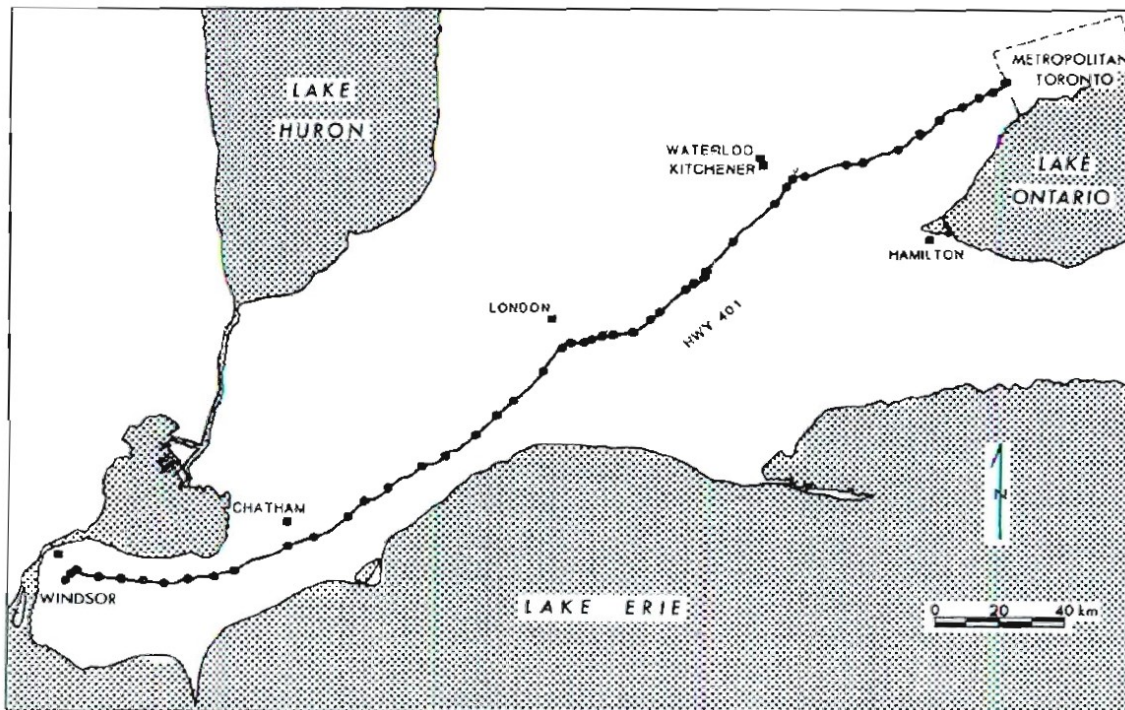 LAKE
HURON
METROPOLITAN
TORONTO
WATERLOO
KITCHENER
LAKE
ONTARIO
HAMILTON
LONDON
HWY 401
CHATHAM
N
WINDSOR
LAKE ERIE
0 20 40 km